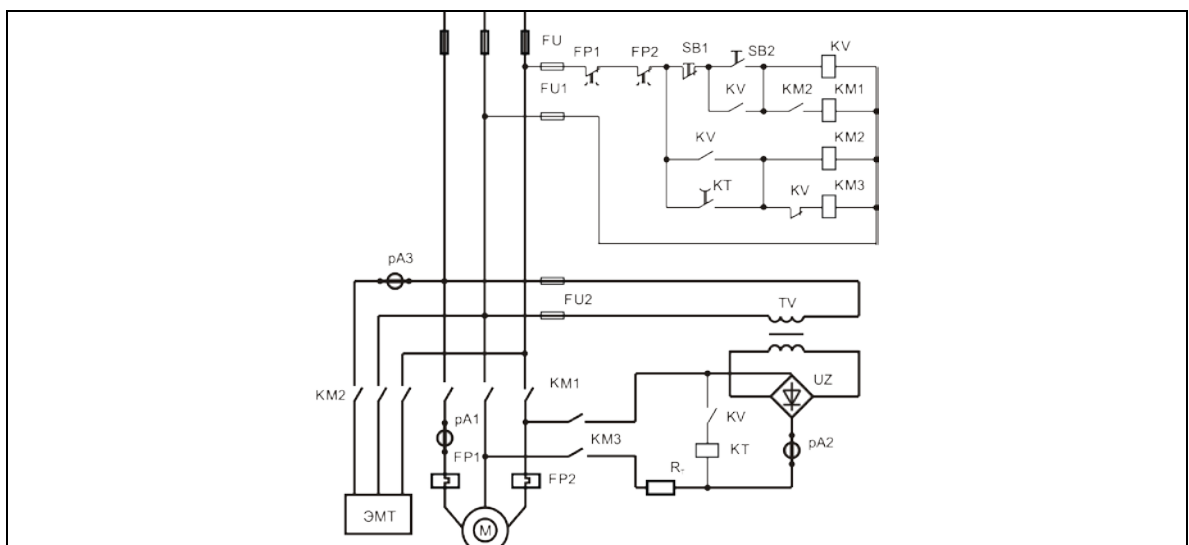 FU
FP1
FP2
SB1
SB2
KV
FU1
KV
KM2
KM1
KV
KM2
KT
KV
KM3
pA3
FU2
TV
KM2
KM1
UZ
pA1
KV
KM3
pA2
FP1
KT
FP2
R-
ЭМТ
М